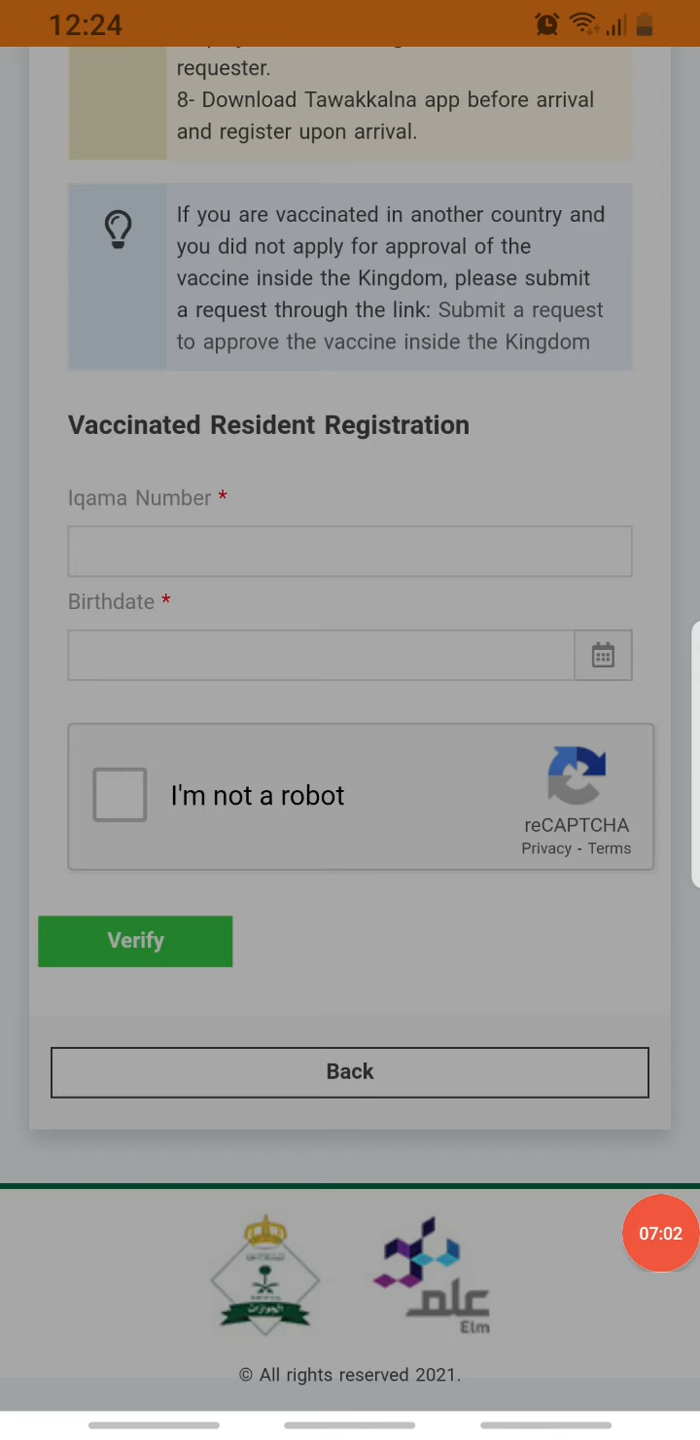 12:24
requester.
8- Download Tawakkalna app before arrival
and register upon arrival.
If you are vaccinated in another country and
you did not apply for approval of the
vaccine inside the Kingdom, please submit
a request through the link: Submit a request
to approve the vaccine inside the Kingdom
Vaccinated Resident Registration
Iqama Number *
Birthdate *
I'm not a robot
reCAPTCHA
Privacy - Terms
Verify
Back
07:02
الجوازات
علم
Elm
© All rights reserved 2021.